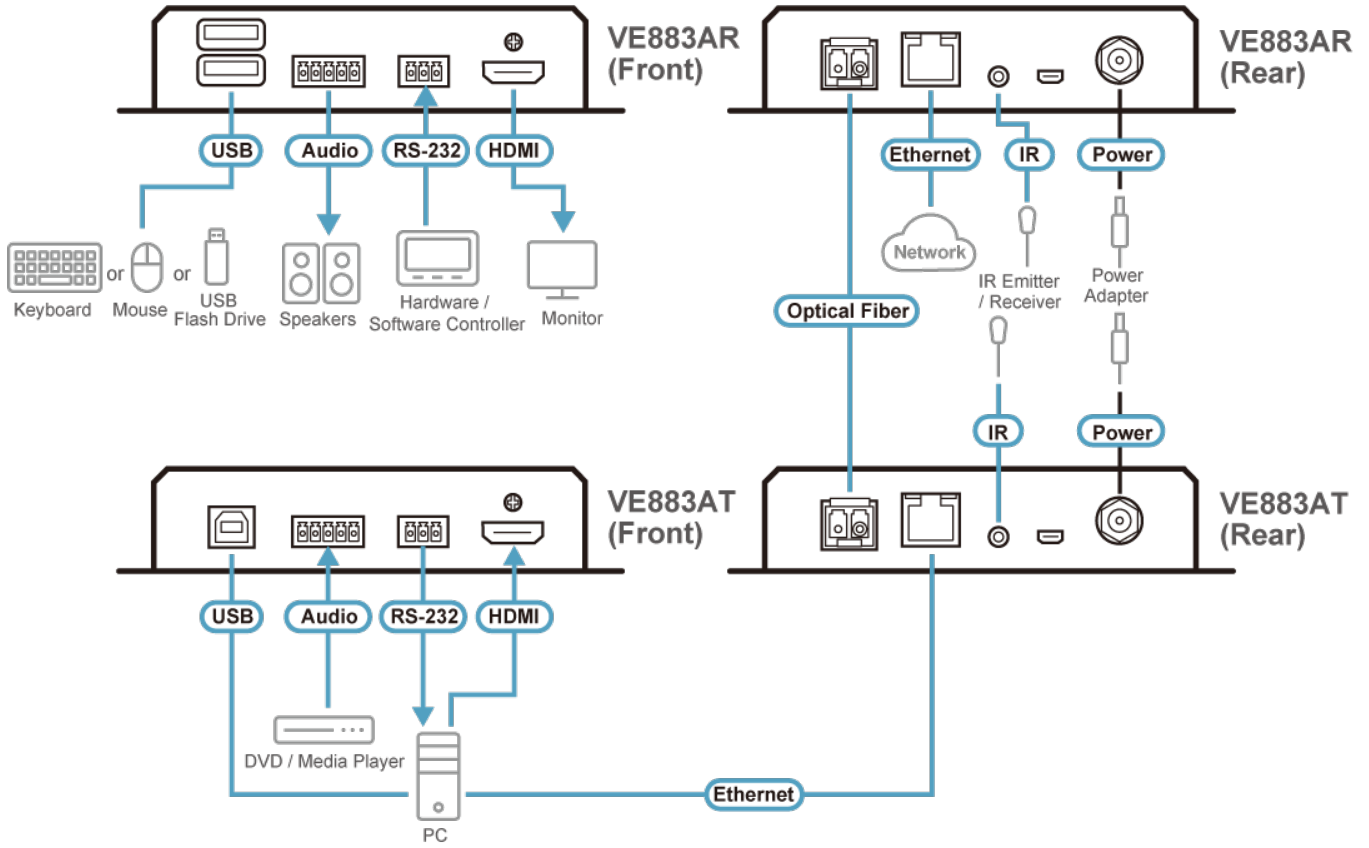 VE883AR
(Front)
USB
Audio
RS-232
HDMI
Keyboard
or
Mouse
or
USB
Flash Drive
Speakers
Hardware /
Software Controller
Monitor
VE883AR
(Rear)
Ethernet
IR
Power
Network
IR Emitter
/ Receiver
Power
Adapter
Optical Fiber
IR
Power
VE883AT
(Front)
USB
Audio
RS-232
HDMI
DVD / Media Player
PC
VE883AT
(Rear)
Ethernet